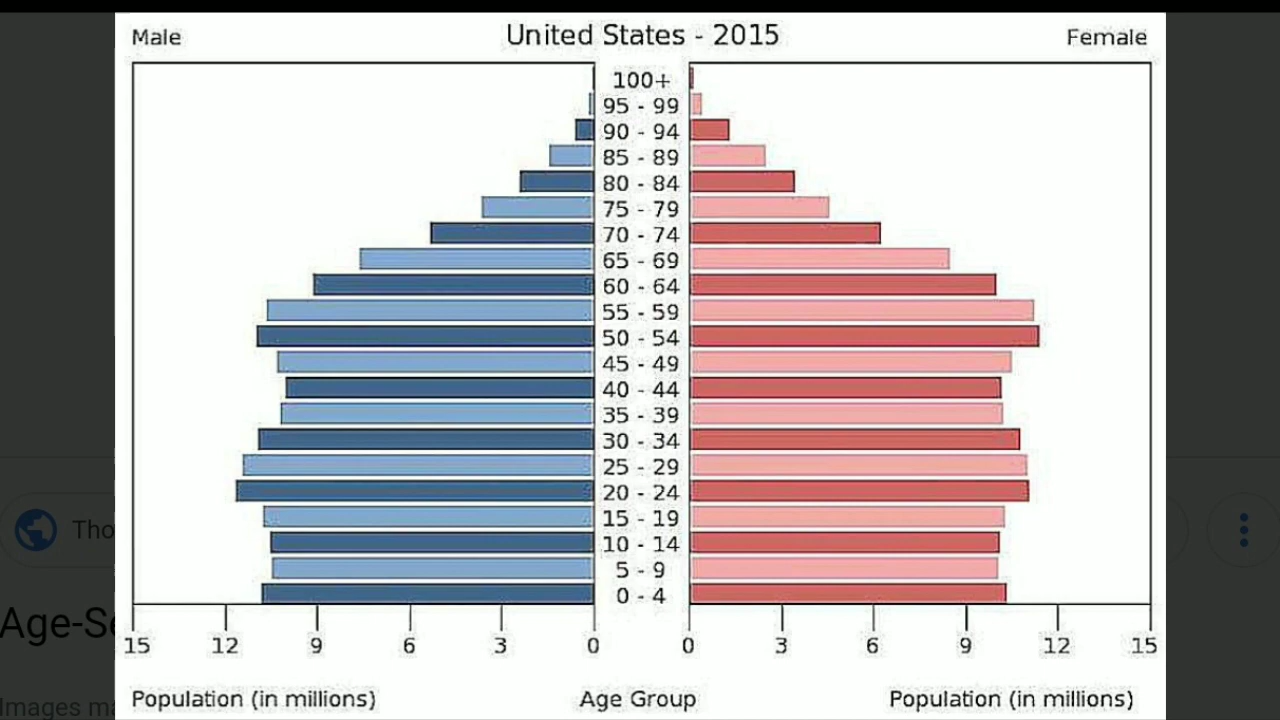 Male United States - 2015 Female
100+
95 - 99
90 - 94
85 - 89
80 - 84
75 - 79
70 - 74
65 - 69
60 - 64
55 - 59
50 - 54
45 - 49
40 - 44
35 - 39
30 - 34
25 - 29
20 - 24
15 - 19
10 - 14
5 - 9
0 - 4
15 12 9 6 3 0 0 3 6 9 12 15
Population (in millions) Age Group Population (in millions)
Tho
Age-Se
Images ma